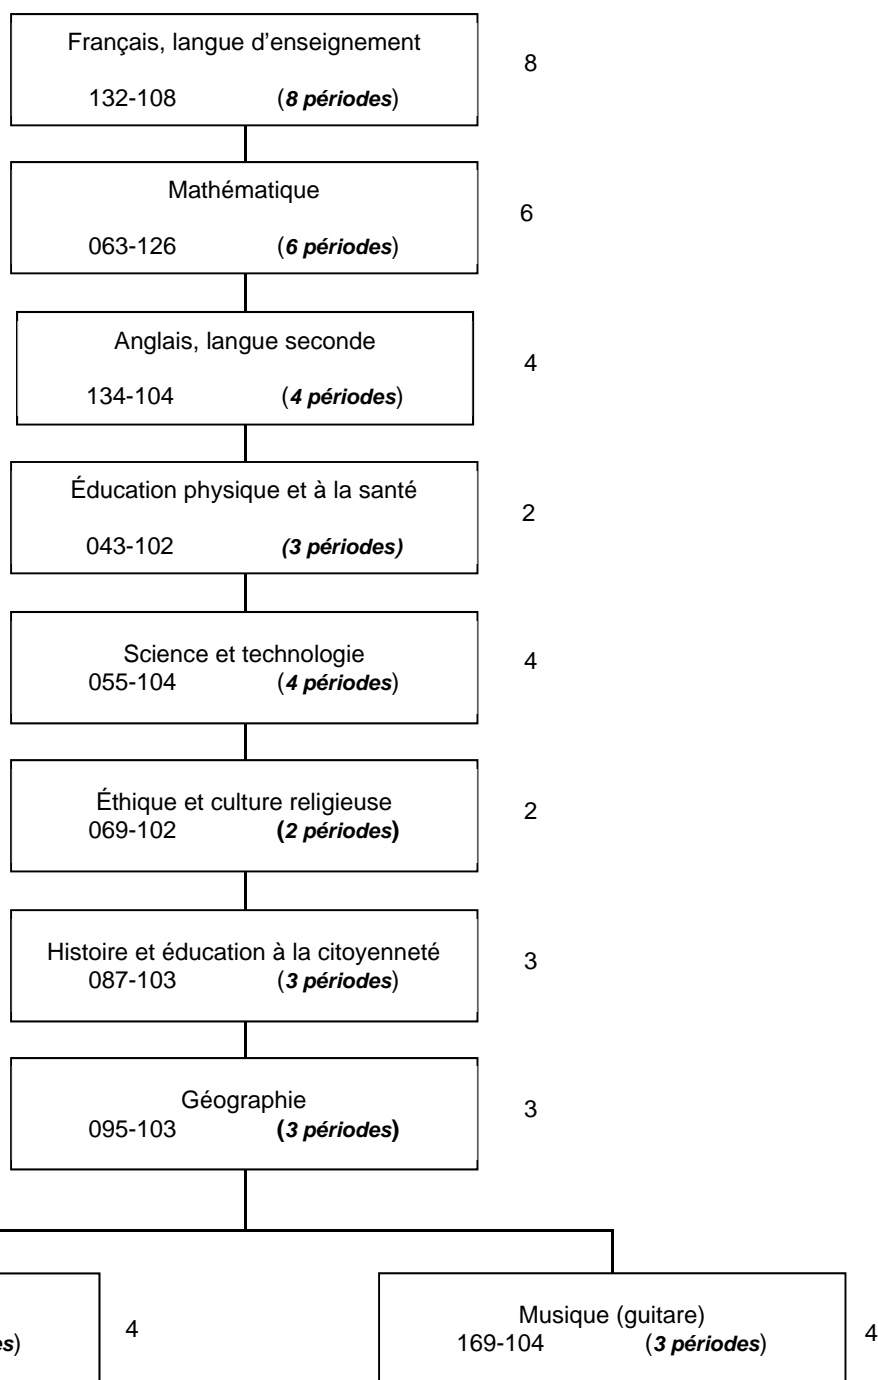 Français, langue d’enseignement
132-108 (8 périodes)
8
Mathématique
063-126 (6 périodes)
6
Anglais, langue seconde
134-104 (4 périodes)
4
Éducation physique et à la santé
043-102 (3 périodes)
2
Science et technologie
055-104 (4 périodes)
4
Éthique et culture religieuse
069-102 (2 périodes)
2
Histoire et éducation à la citoyenneté
087-103 (3 périodes)
3
Géographie
095-103 (3 périodes)
3
4
Musique (guitare)
169-104 (3 périodes)
4